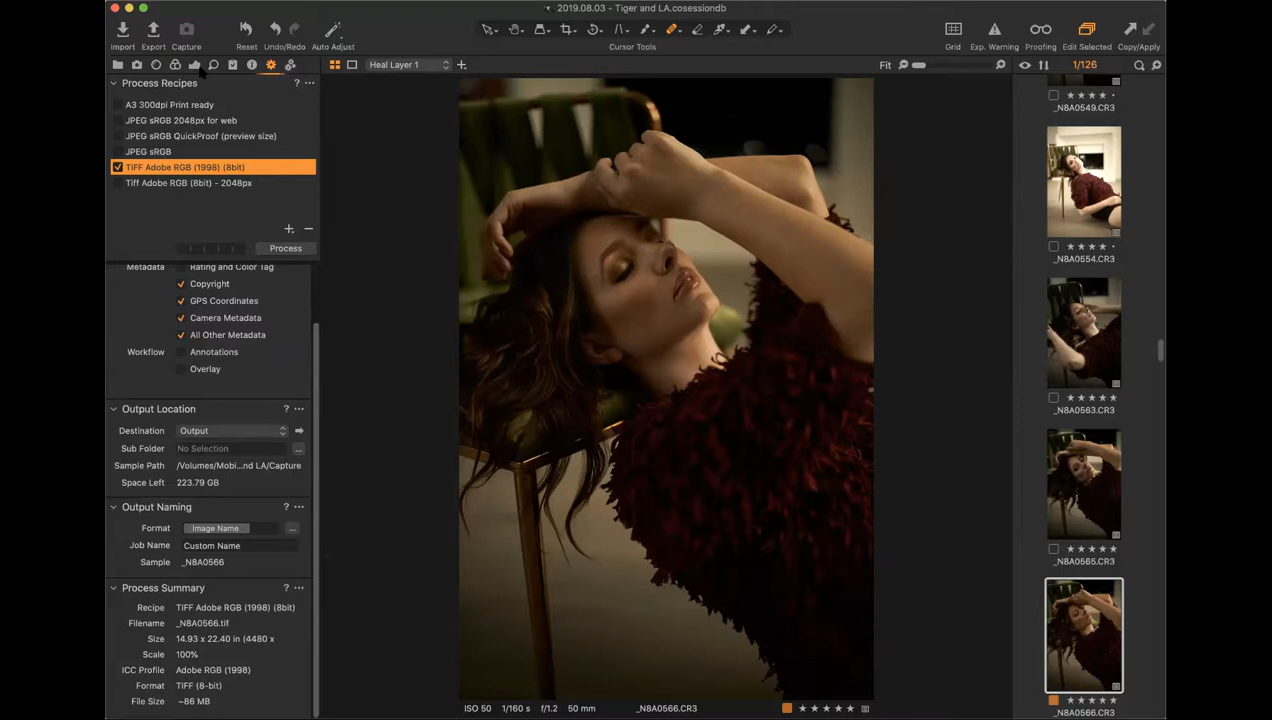 2019.08.03 - Tiger and LA.cosessiondb
Import Export Capture Reset Undo/Redo Auto Adjust Cursor Tools Grid Exp. Warning Proofing Edit Selected Copy/Apply
Heal Layer 1 Fit 1/126
Process Recipes ? ...
A3 300dpi Print ready
JPEG sRGB 2048px for web
JPEG sRGB QuickProof (preview size)
JPEG sRGB
TIFF Adobe RGB (1998) (8bit)
Tiff Adobe RGB (8bit) - 2048px
Process
Metadata Rating and Color Tag
Copyright
GPS Coordinates
Camera Metadata
All Other Metadata
Workflow Annotations
Overlay
Output Location ? ...
Destination Output
Sub Folder No Selection ...
Sample Path /Volumes/Mobi...nd LA/Capture
Space Left 223.79 GB
Output Naming ? ...
Format Image Name ...
Job Name Custom Name
Sample _N8A0566
Process Summary ? ...
Recipe TIFF Adobe RGB (1998) (8bit)
Filename _N8A0566.tif
Size 14.93 x 22.40 in (4480 x
Scale 100%
ICC Profile Adobe RGB (1998)
Format TIFF (8-bit)
File Size ~86 MB
ISO 50 1/160 s f/1.2 50 mm _N8A0566.CR3
_N8A0549.CR3
_N8A0554.CR3
_N8A0563.CR3
_N8A0565.CR3
_N8A0566.CR3